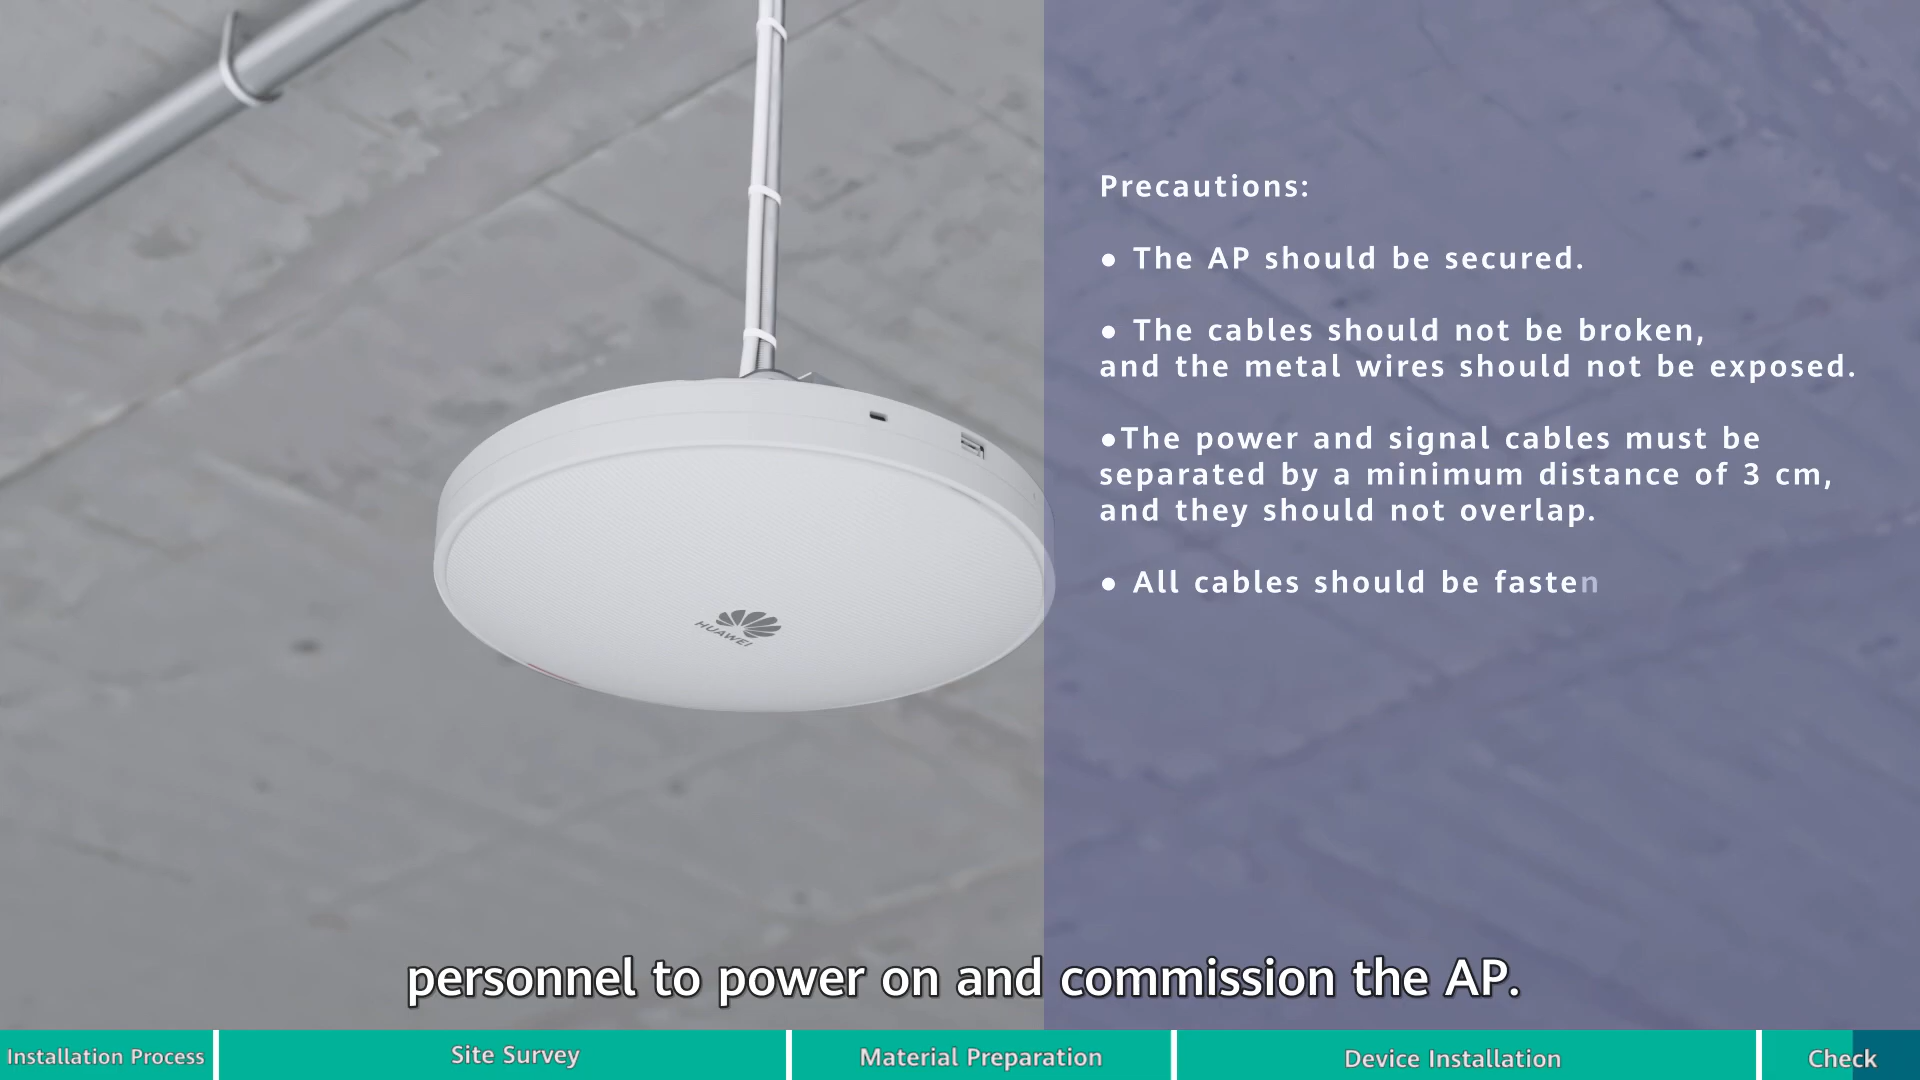 Precautions:
● The AP should be secured.
● The cables should not be broken,
and the metal wires should not be exposed.
●The power and signal cables must be
separated by a minimum distance of 3 cm,
and they should not overlap.
● All cables should be fasten
HUAWEI
personnel to power on and commission the AP.
Installation Process
Site Survey
Material Preparation
Device Installation
Check